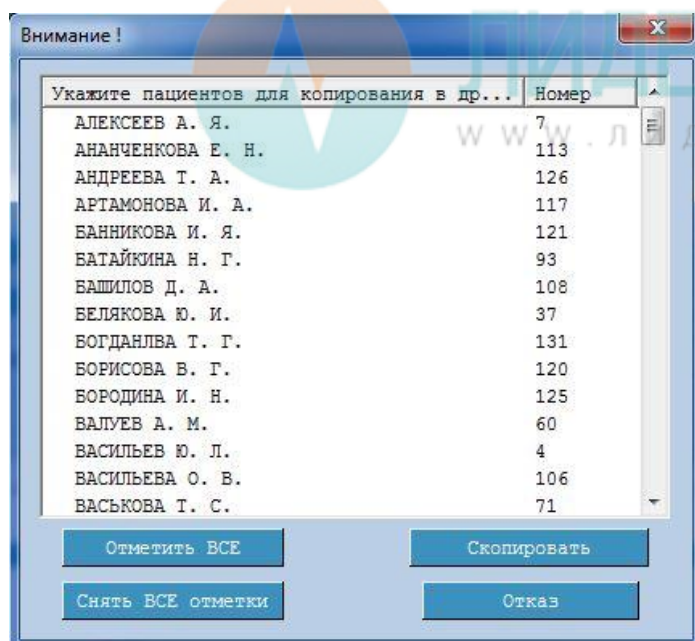 Внимание !
Укажите пациентов для копирования в др... Номер
АЛЕКСЕЕВ А. Я. 7
АНАНЧЕНКОВА Е. Н. 113
АНДРЕЕВА Т. А. 126
АРТАМОНОВА И. А. 117
БАННИКОВА И. Я. 121
БАТАЙКИНА Н. Г. 93
БАШИЛОВ Д. А. 108
БЕЛЯКОВА Ю. И. 37
БОГДАНЛВА Т. Г. 131
БОРИСОВА В. Г. 120
БОРОДИНА И. Н. 125
ВАЛУЕВ А. М. 60
ВАСИЛЬЕВ Ю. Л. 4
ВАСИЛЬЕВА О. В. 106
ВАСЬКОВА Т. С. 71
Отметить ВСЕ Скопировать
Снять ВСЕ отметки Отказ